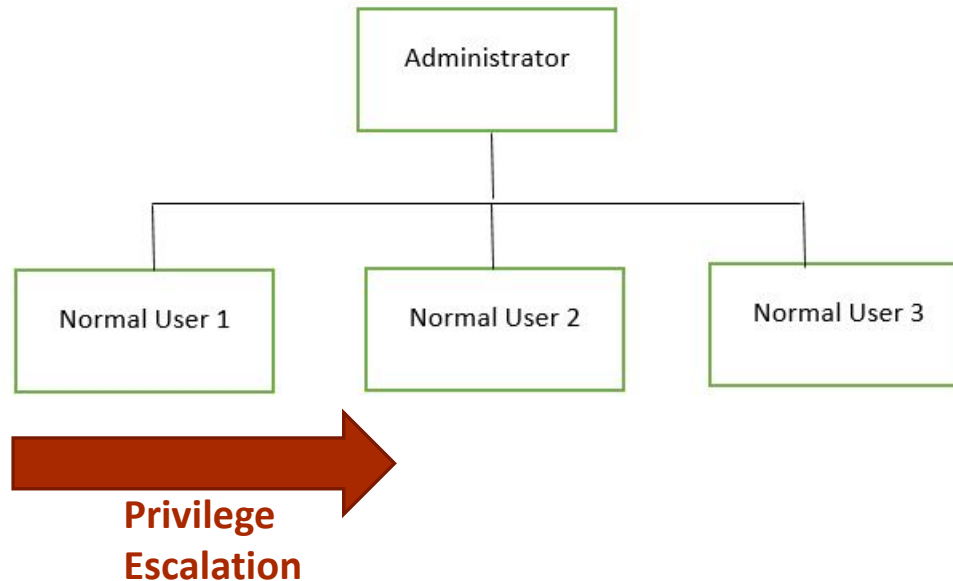 Administrator
Normal User 1
Normal User 2
Normal User 3
Privilege
Escalation